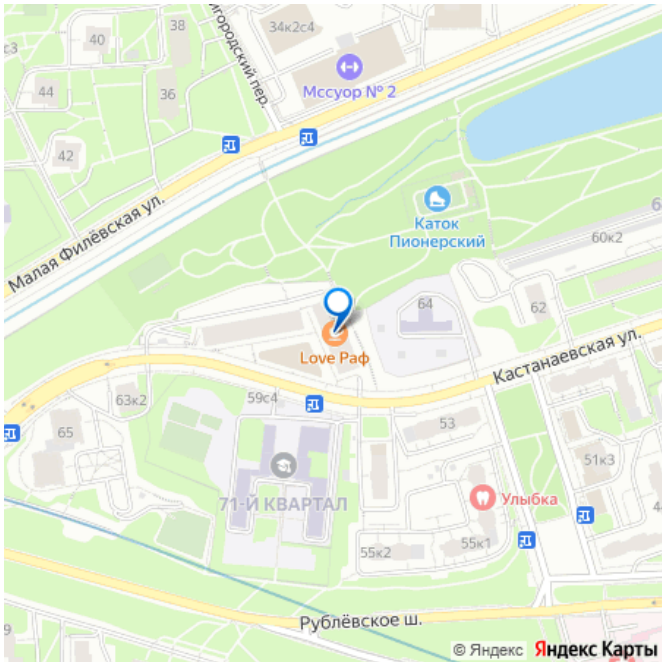 38
40
34к2с4
44
36
Мссуор № 2
42
Малая Филёвская ул.
Каток
Пионерский
60к2
64
62
Love Раф
Кастанаевская ул.
63к2
59с4
65
53
51к3
71-Й КВАРТАЛ
Улыбка
55к2
55к1
Рублёвское ш.
© Яндекс Яндекс Карты